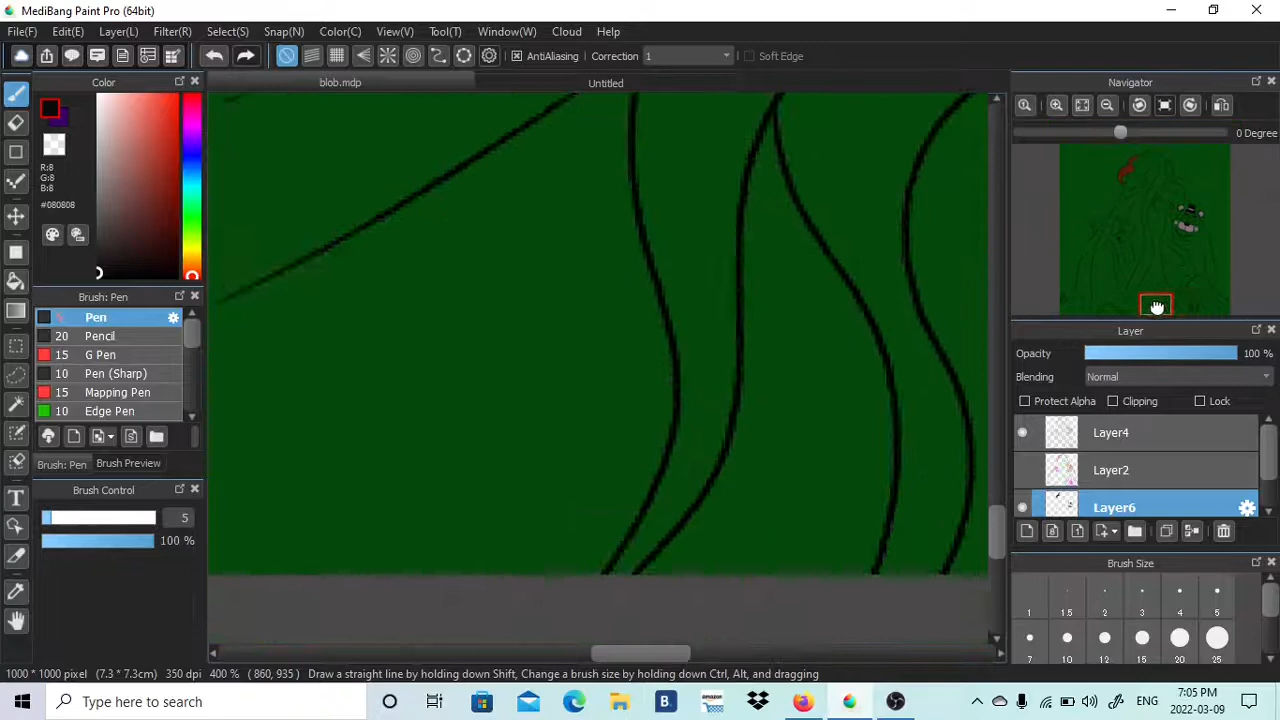 MediBang Paint Pro (64bit)
File(F) Edit(E) Layer(L) Filter(R) Select(S) Snap(N) Color(C) View(V) Tool(T) Window(W) Cloud Help
AntiAliasing Correction 1 Soft Edge
Color
blob.mdp
Untitled
Navigator
0 Degree
R:8
G:8
B:8
#080808
Brush: Pen
Pen
20 Pencil
15 G Pen
10 Pen (Sharp)
15 Mapping Pen
10 Edge Pen
Brush: Pen Brush Preview
Brush Control
5
100 %
Layer
Opacity 100 %
Blending Normal
Protect Alpha Clipping Lock
Layer4
Layer2
Layer6
Brush Size
1 1.5 2 3 4 5
7 10 12 15 20 25
1000 * 1000 pixel (7.3 * 7.3cm) 350 dpi 400 % (860, 935) Draw a straight line by holding down Shift, Change a brush size by holding down Ctrl, Alt, and dragging
Type here to search
B.
amazon
ENG
7:05 PM
2022-03-09